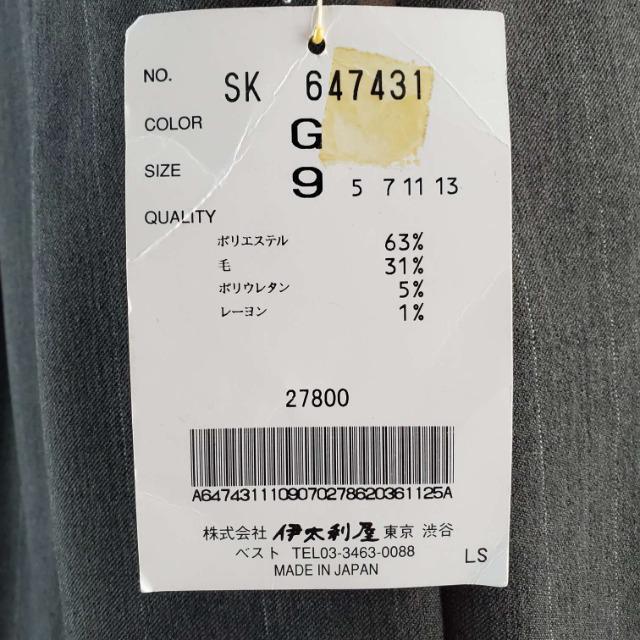 NO. SK 647431
COLOR G
SIZE 9 5 7 11 13
QUALITY
ポリエステル 63%
毛 31%
ポリウレタン 5%
レーヨン 1%
27800
A6474311109070278620361125A
株式会社 伊太利屋 東京 渋谷
ベスト TEL03-3463-0088
MADE IN JAPAN LS